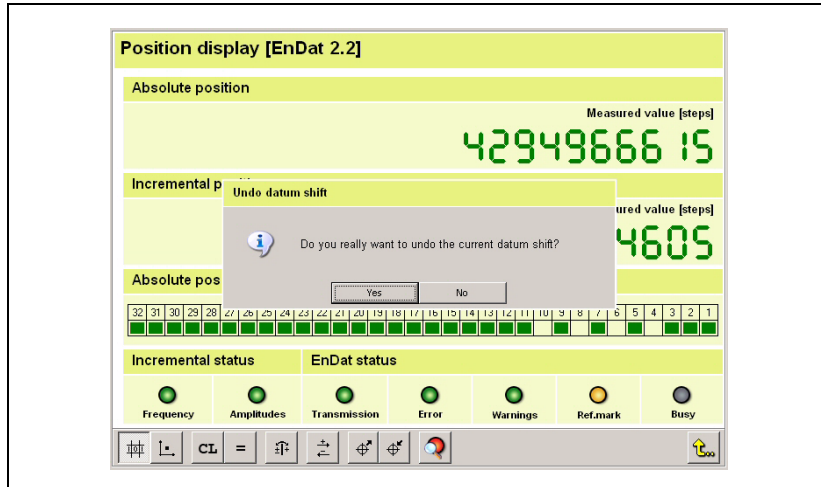 Position display [EnDat 2.2]
Absolute position
Measured value [steps]
4294966615
Incremental p
Undo datum shift
ured value [steps]
Do you really want to undo the current datum shift?
4605
Absolute pos
Yes No
32 31 30 29 28 27 26 25 24 23 22 21 20 19 18 17 16 15 14 13 12 11 10 9 8 7 6 5 4 3 2 1
Incremental status EnDat status
Frequency Amplitudes Transmission Error Warnings Ref.mark Busy
CL =